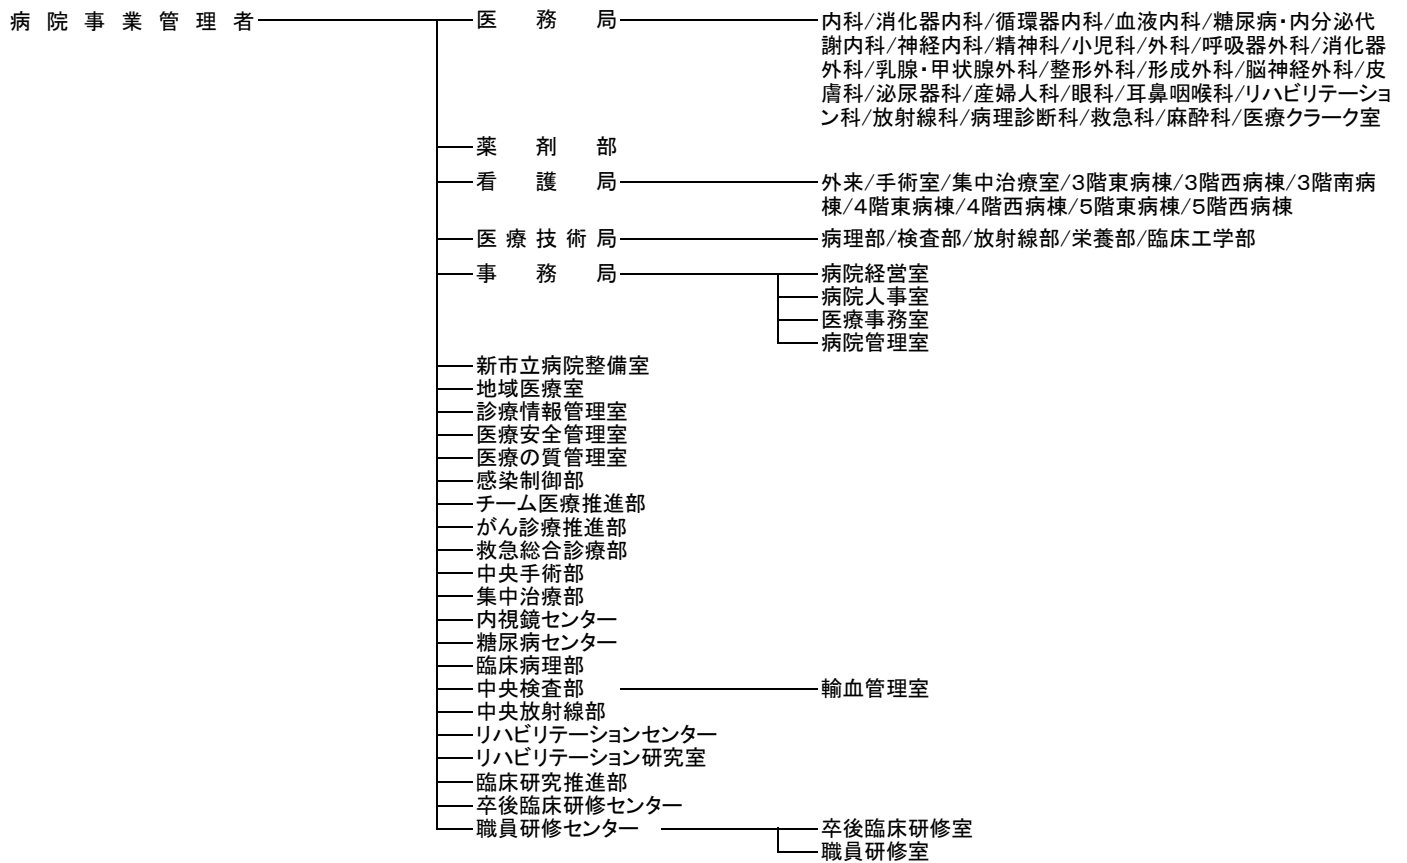 病院事業管理者 医務局 内科/消化器内科/循環器内科/血液内科/糖尿病・内分泌代
謝内科/神経内科/精神科/小児科/外科/呼吸器外科/消化器
外科/乳腺・甲状腺外科/整形外科/形成外科/脳神経外科/皮
膚科/泌尿器科/産婦人科/眼科/耳鼻咽喉科/リハビリテーショ
ン科/放射線科/病理診断科/救急科/麻酔科/医療クラーク室
薬剤部
看護局 外来/手術室/集中治療室/3階東病棟/3階西病棟/3階南病
棟/4階東病棟/4階西病棟/5階東病棟/5階西病棟
医療技術局 病理部/検査部/放射線部/栄養部/臨床工学部
事務局 病院経営室
病院人事室
医療事務室
病院管理室
新市立病院整備室
地域医療室
診療情報管理室
医療安全管理室
医療の質管理室
感染制御部
チーム医療推進部
がん診療推進部
救急総合診療部
中央手術部
集中治療部
内視鏡センター
糖尿病センター
臨床病理部
中央検査部 輸血管理室
中央放射線部
リハビリテーションセンター
リハビリテーション研究室
臨床研究推進部
卒後臨床研修センター
職員研修センター 卒後臨床研修室
職員研修室